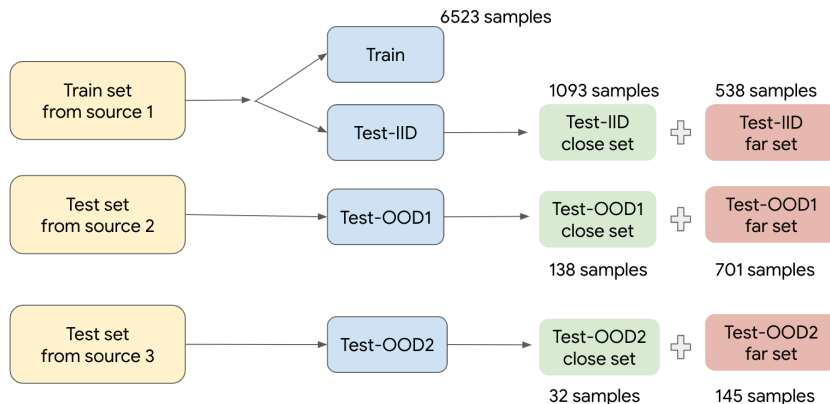 6523 samples
Train
Train set
from source 1
1093 samples
538 samples
Test-IID
Test-IID
close set
Test-IID
far set
Test set
from source 2
Test-OOD1
Test-OOD1
close set
Test-OOD1
far set
138 samples
701 samples
Test set
from source 3
Test-OOD2
Test-OOD2
close set
Test-OOD2
far set
32 samples
145 samples